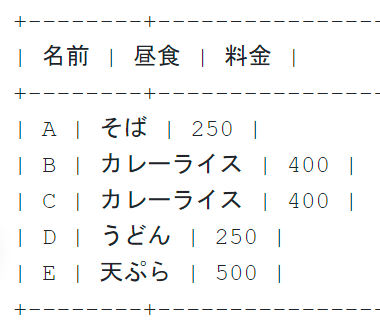 +--------+----------------
| 名前 | 昼食 | 料金 |
+--------+----------------
| A | そば | 250 |
| B | カレーライス | 400 |
| C | カレーライス | 400 |
| D | うどん | 250 |
| E | 天ぷら | 500 |
+--------+----------------